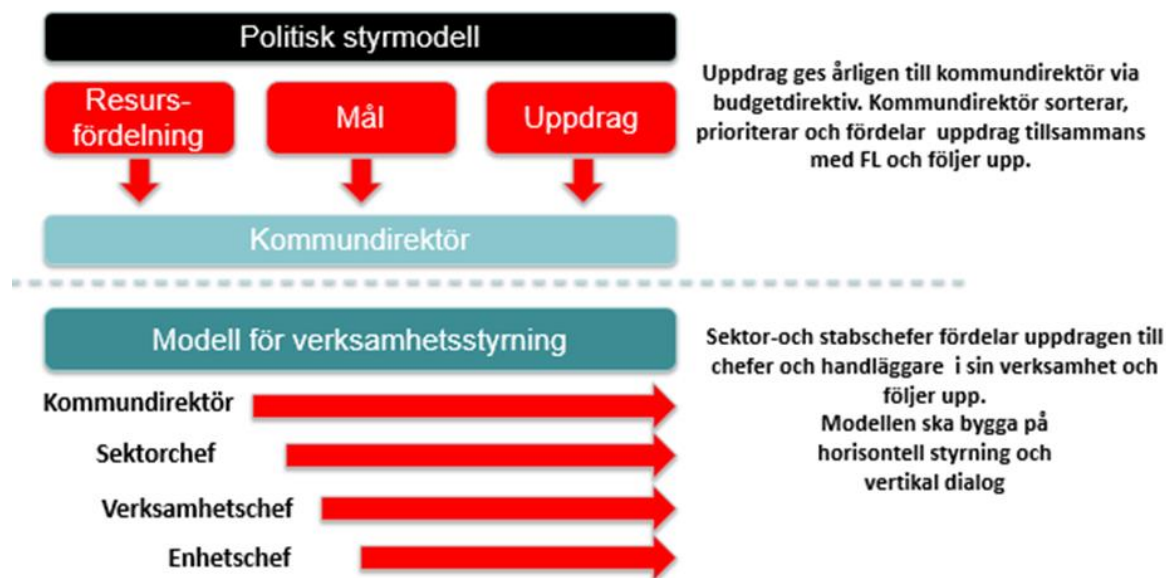 Politisk styrmodell
Resurs-
fördelning
Mål
Uppdrag
Kommundirektör
Uppdrag ges årligen till kommundirektör via
budgetdirektiv. Kommundirektör sorterar,
prioriterar och fördelar uppdrag tillsammans
med FL och följer upp.
Modell för verksamhetsstyrning
Kommundirektör
Sektorchef
Verksamhetschef
Enhetschef
Sektor-och stabschefer fördelar uppdragen till
chefer och handläggare i sin verksamhet och
följer upp.
Modellen ska bygga på
horisontell styrning och
vertikal dialog